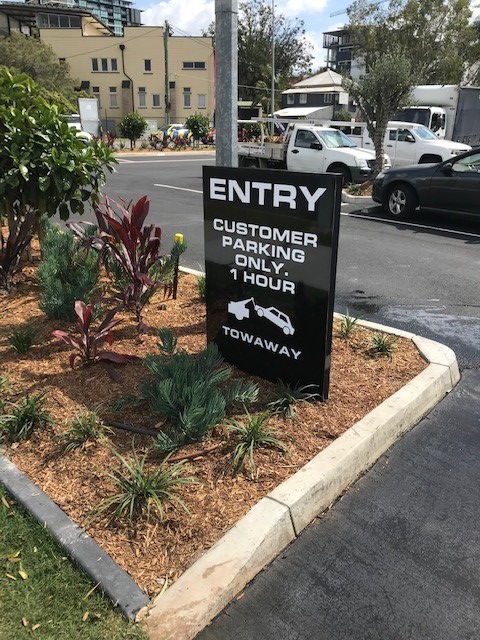 ENTRY
CUSTOMER
PARKING
ONLY.
1 HOUR
TOWAWAY